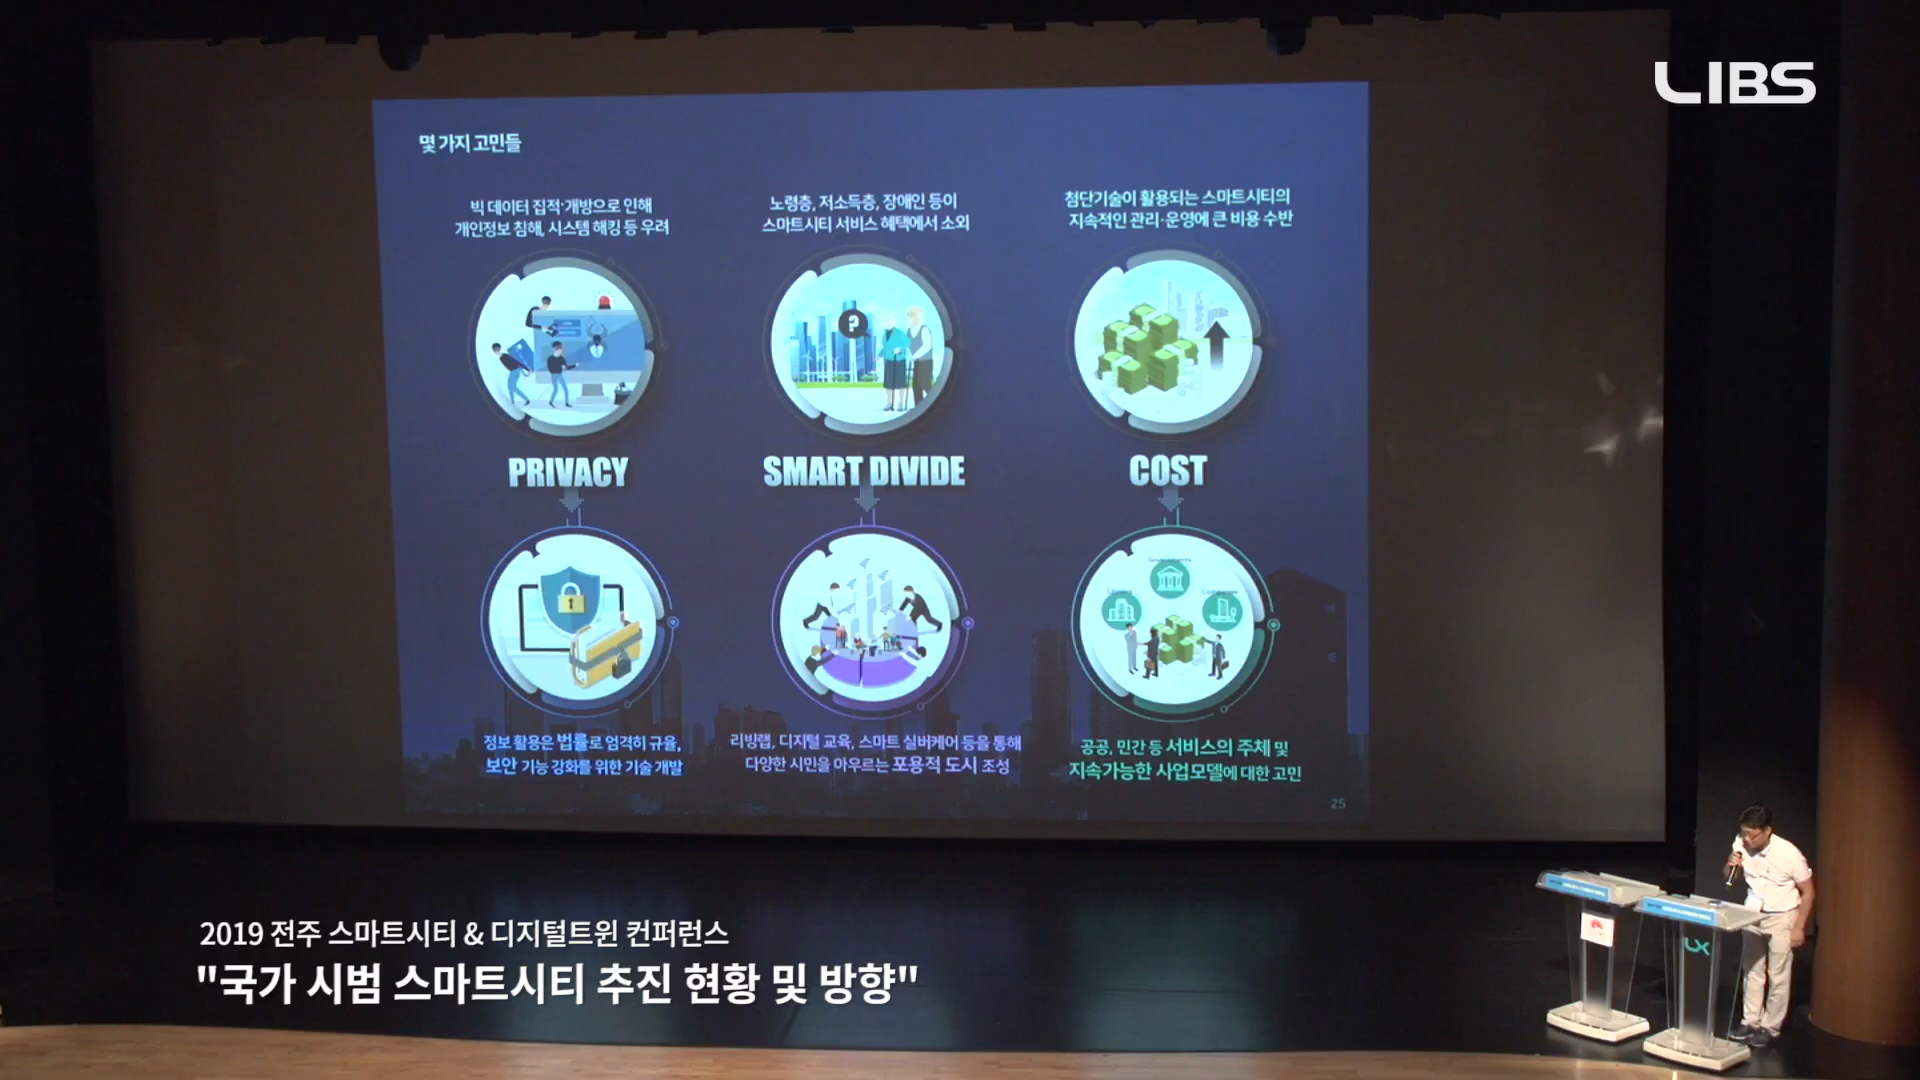 LIBS
몇 가지 고민들
빅 데이터 집적·개방으로 인해
개인정보 침해, 시스템 해킹 등 우려
노령층, 저소득층, 장애인 등이
스마트시티 서비스 혜택에서 소외
첨단기술이 활용되는 스마트시티의
지속적인 관리·운영에 큰 비용 수반
?
PRIVACY
SMART DIVIDE
COST
정보 활용은 법률로 엄격히 규율,
보안 기능 강화를 위한 기술 개발
리빙랩, 디지털 교육, 스마트 실버케어 등을 통해
다양한 시민을 아우르는 포용적 도시 조성
공공, 민간 등 서비스의 주체 및
지속가능한 사업모델에 대한 고민
25
LX
2019 전주 스마트시티 & 디지털트윈 컨퍼런스
"국가 시범 스마트시티 추진 현황 및 방향"